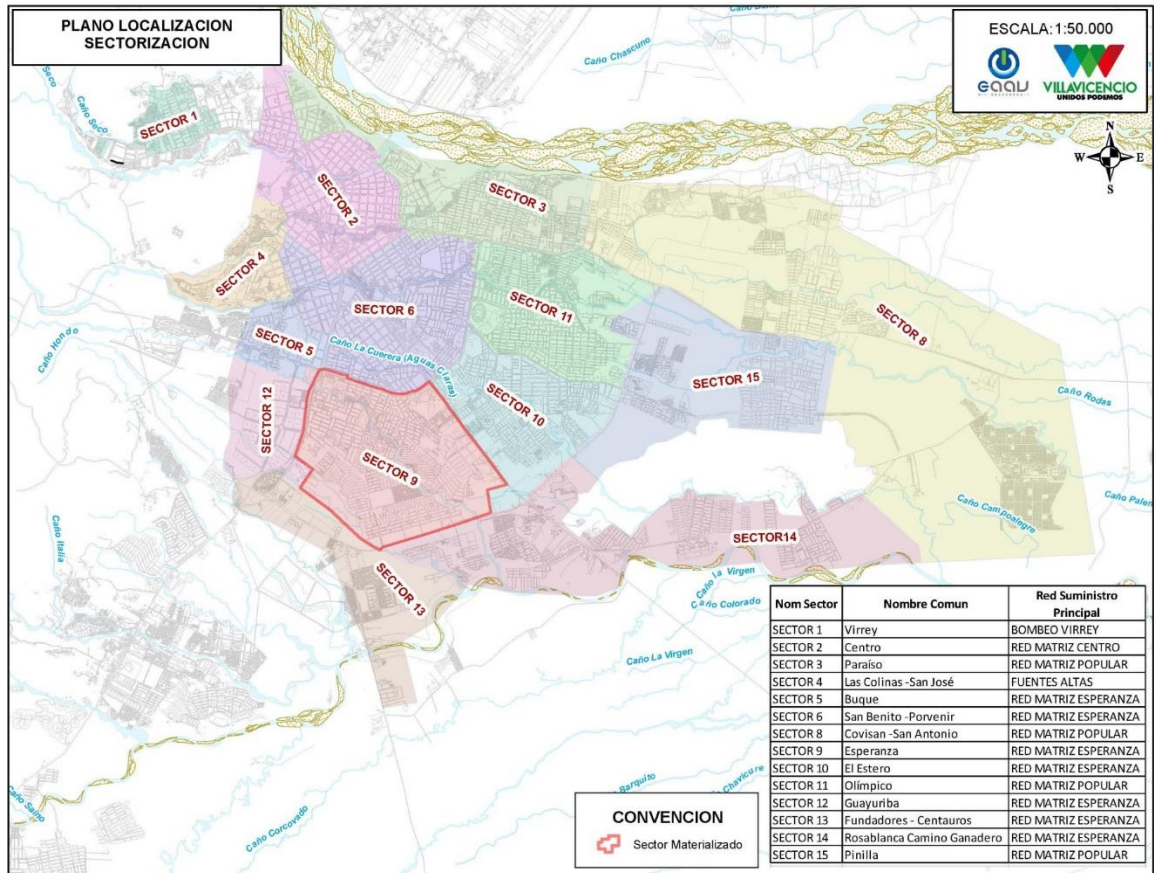 PLANO LOCALIZACION
SECTORIZACION
ESCALA: 1:50.000
eaav
VILLAVICENCIO
UNIDOS PODEMOS
N
W
E
S
Caño Chascuno
Caño Seco
SECTOR 1
SECTOR 2
SECTOR 3
SECTOR 4
SECTOR 6
SECTOR 11
SECTOR 8
Caño Hondo
SECTOR 5
Caño La Cuerera (Aguas Claras)
SECTOR 15
SECTOR 12
SECTOR 10
Caño Rodas
SECTOR 9
Caño Italia
Caño Campoalegre
SECTOR14
SECTOR 13
Caño La Virgen
Caño Colorado
Caño La Virgen
Caño Corcovado
Nom Sector Nombre Comun Red Suministro Principal
SECTOR 1 Virrey BOMBEO VIRREY
SECTOR 2 Centro RED MATRIZ CENTRO
SECTOR 3 Paraíso RED MATRIZ POPULAR
SECTOR 4 Las Colinas -San José FUENTES ALTAS
SECTOR 5 Buque RED MATRIZ ESPERANZA
SECTOR 6 San Benito -Porvenir RED MATRIZ ESPERANZA
SECTOR 8 Covisan -San Antonio RED MATRIZ POPULAR
SECTOR 9 Esperanza RED MATRIZ ESPERANZA
SECTOR 10 El Estero RED MATRIZ ESPERANZA
SECTOR 11 Olímpico RED MATRIZ POPULAR
SECTOR 12 Guayuriba RED MATRIZ ESPERANZA
SECTOR 13 Fundadores - Centauros RED MATRIZ ESPERANZA
SECTOR 14 Rosablanca Camino Ganadero RED MATRIZ ESPERANZA
SECTOR 15 Pinilla RED MATRIZ POPULAR
CONVENCION
Sector Materializado